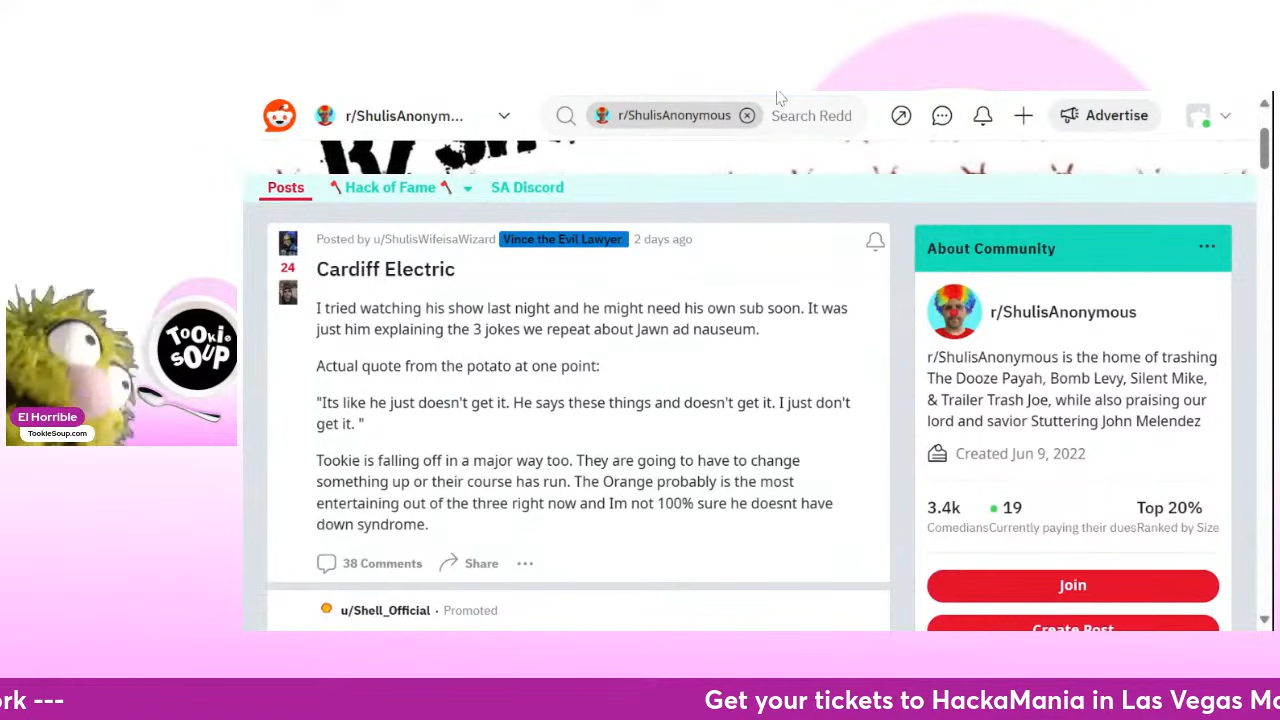 r/ShulisAnonym...
r/ShulisAnonymous
Search Redd
Advertise
Posts
Hack of Fame
SA Discord
Posted by u/ShulisWifeisaWizard Vince the Evil Lawyer 2 days ago
24
Cardiff Electric
I tried watching his show last night and he might need his own sub soon. It was
just him explaining the 3 jokes we repeat about Jawn ad nauseum.
Actual quote from the potato at one point:
"Its like he just doesn't get it. He says these things and doesn't get it. I just don't
get it. "
Tookie is falling off in a major way too. They are going to have to change
something up or their course has run. The Orange probably is the most
entertaining out of the three right now and Im not 100% sure he doesnt have
down syndrome.
38 Comments
Share
u/Shell_Official · Promoted
About Community
r/ShulisAnonymous
r/ShulisAnonymous is the home of trashing
The Dooze Payah, Bomb Levy, Silent Mike,
& Trailer Trash Joe, while also praising our
lord and savior Stuttering John Melendez
Created Jun 9, 2022
3.4k
19
Top 20%
Comedians
Currently paying their dues
Ranked by Size
Join
Create Post
TOOKIE
SOUP
El Horrible
TookieSoup.com
ork ---
Get your tickets to HackaMania in Las Vegas Ma